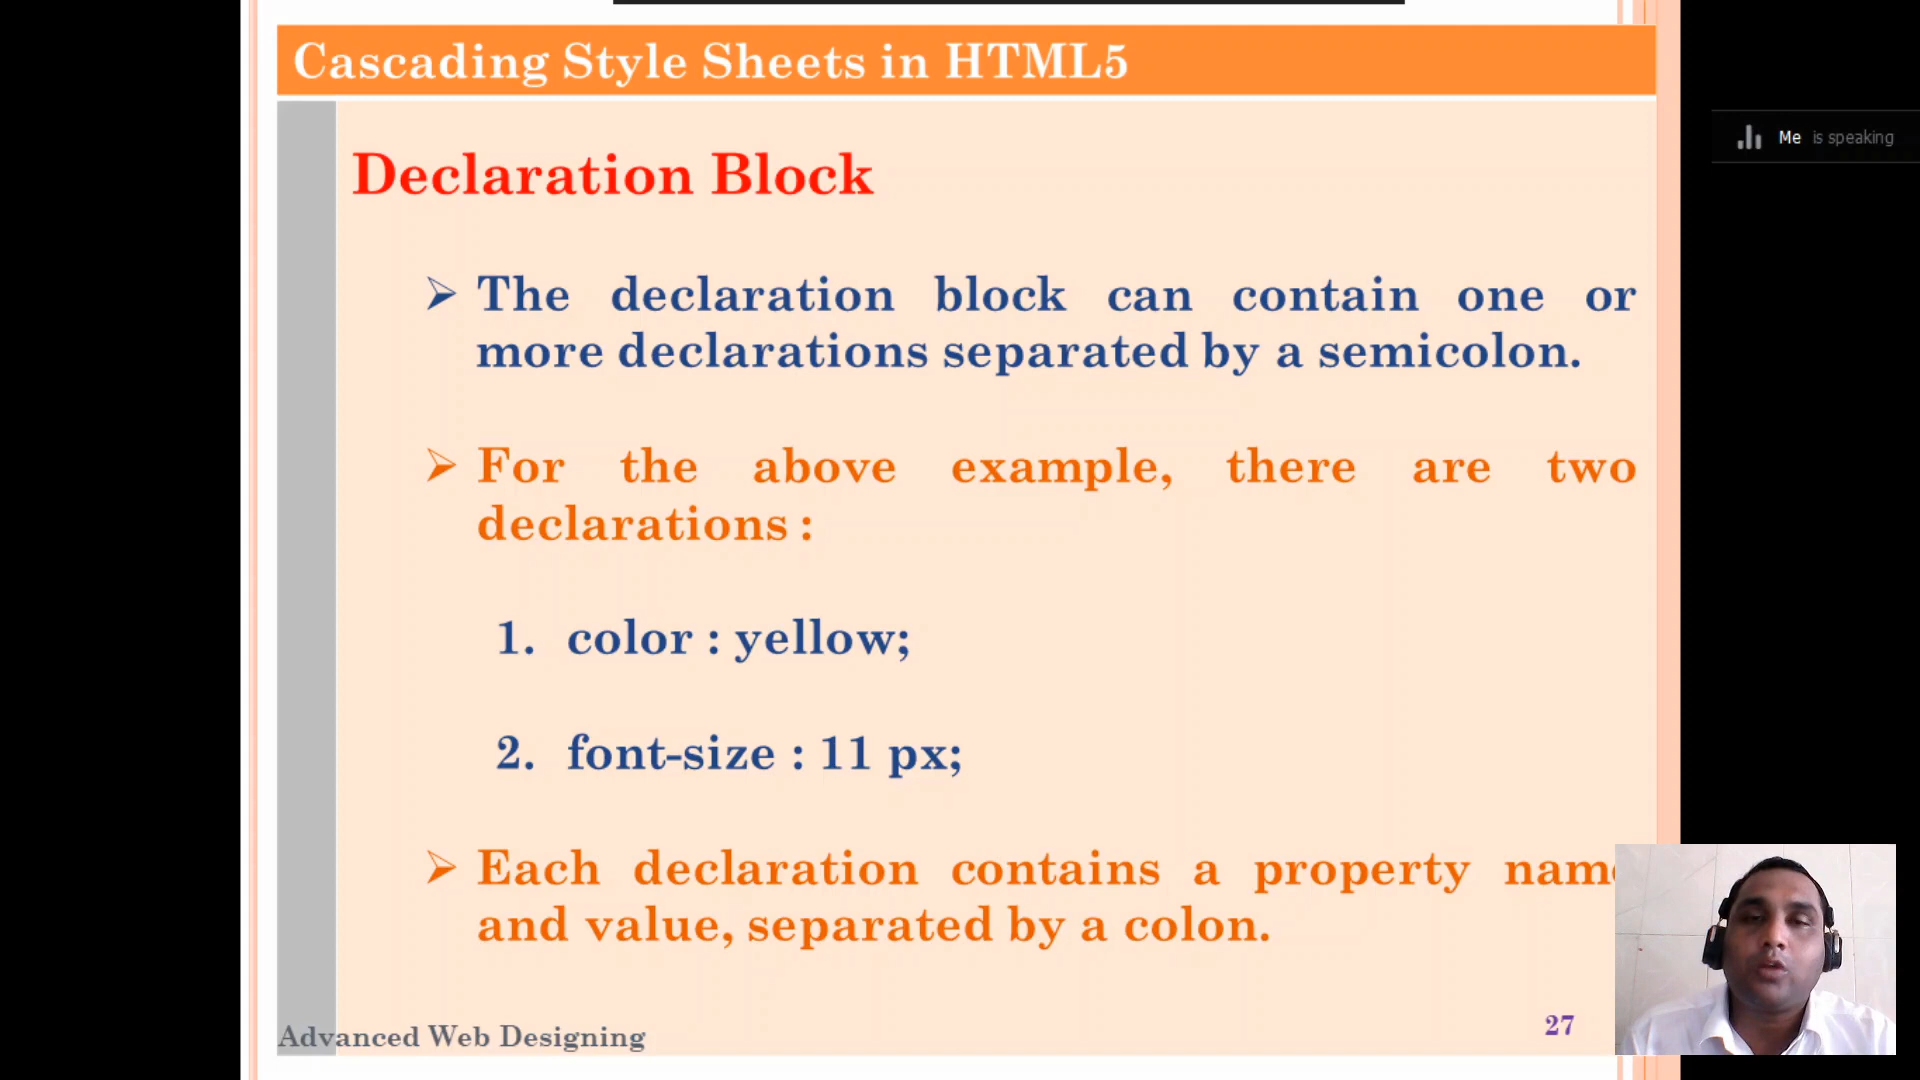 Cascading Style Sheets in HTML5
Me is speaking
Declaration Block
➢ The declaration block can contain one or
more declarations separated by a semicolon.
➢ For the above example, there are two
declarations :
1. color : yellow;
2. font-size : 11 px;
➢ Each declaration contains a property name
and value, separated by a colon.
Advanced Web Designing
27